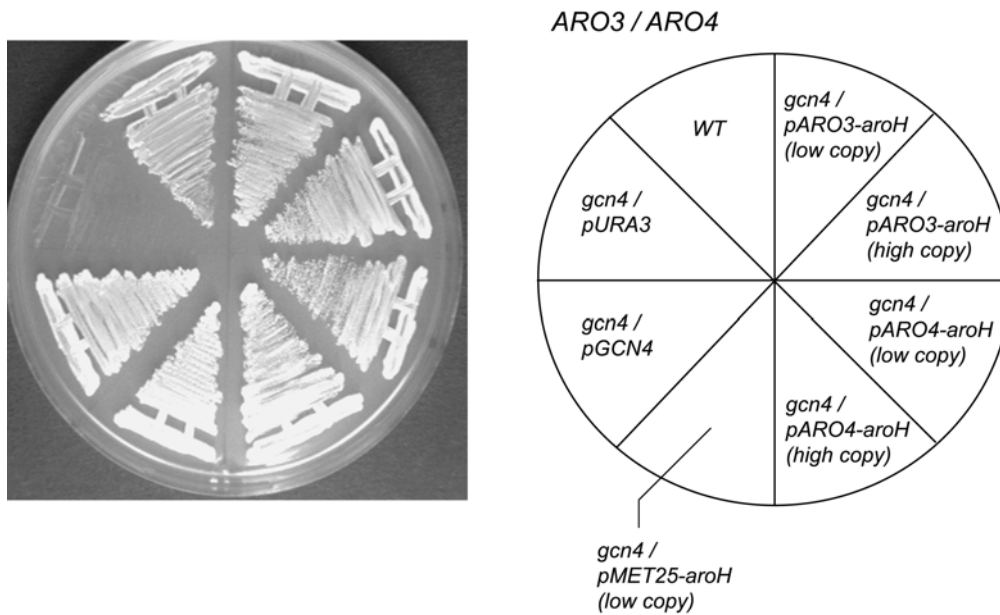 ARO3 / ARO4
WT
gcn4 /
pARO3-aroH
(low copy)
gcn4 /
pARO3-aroH
(high copy)
gcn4 /
pARO4-aroH
(low copy)
gcn4 /
pARO4-aroH
(high copy)
gcn4 /
pMET25-aroH
(low copy)
gcn4 /
pGCN4
gcn4 /
pURA3